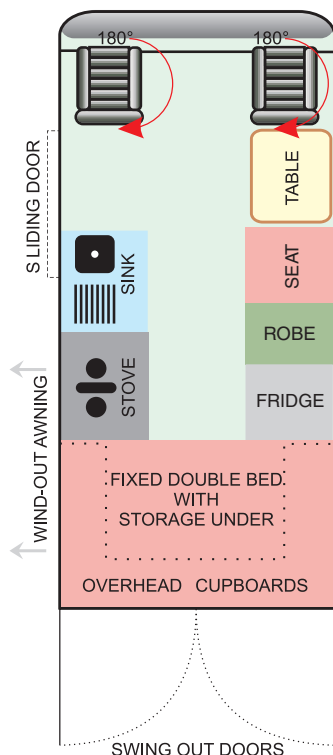 180°
180°
TABLE
SLIDING DOOR
SEAT
SINK
ROBE
STOVE
FRIDGE
WIND-OUT AWNING
FIXED DOUBLE BED
WITH
STORAGE UNDER
OVERHEAD CUPBOARDS
SWING OUT DOORS